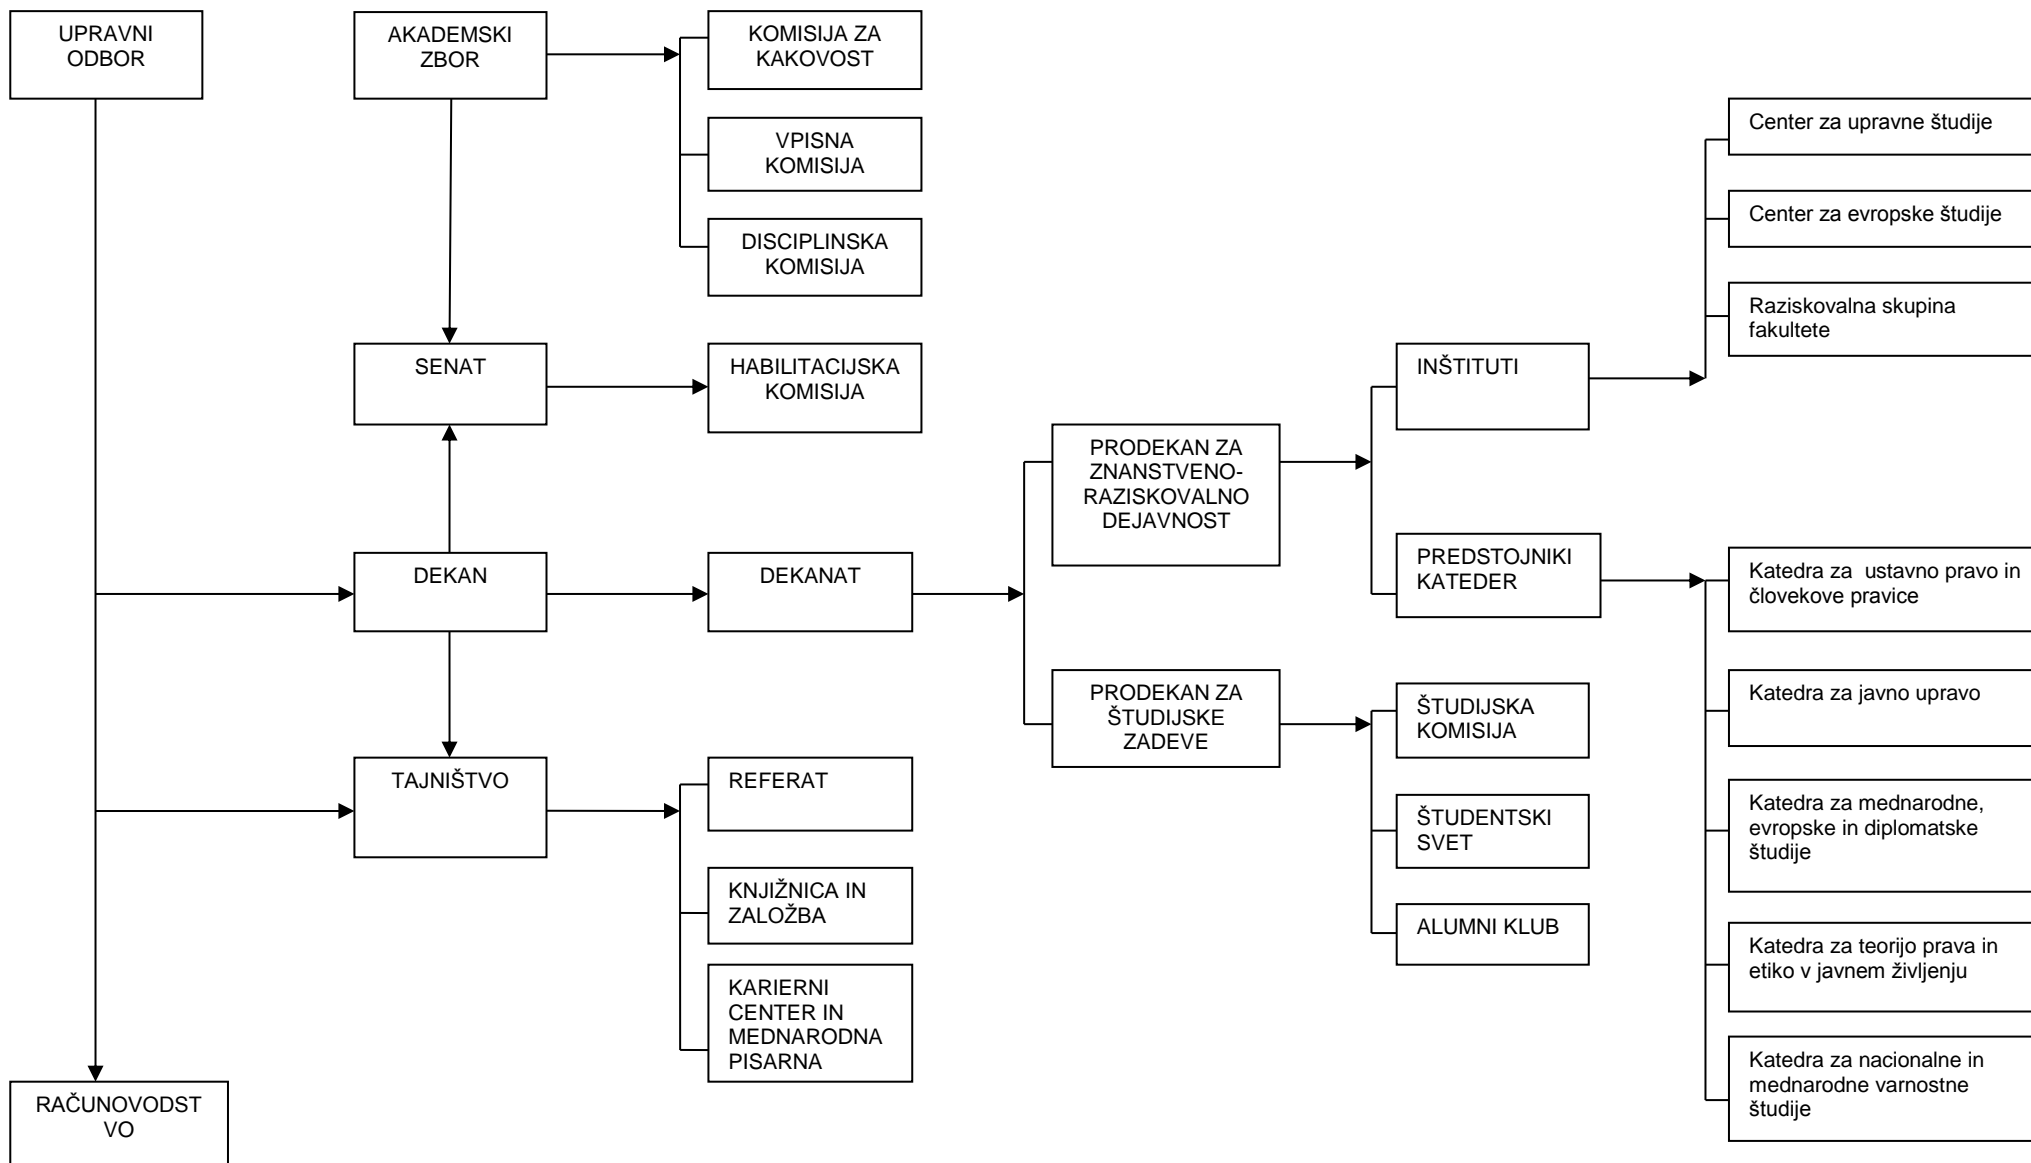 UPRAVNI
ODBOR
AKADEMSKI
ZBOR
KOMISIJA ZA
KAKOVOST
VPISNA
KOMISIJA
DISCIPLINSKA
KOMISIJA
SENAT
HABILITACIJSKA
KOMISIJA
DEKAN
DEKANAT
TAJNIŠTVO
REFERAT
KNJIŽNICA IN
ZALOŽBA
KARIERNI
CENTER IN
MEDNARODNA
PISARNA
RAČUNOVODST
VO
PRODEKAN ZA
ZNANSTVENO-
RAZISKOVALNO
DEJAVNOST
PRODEKAN ZA
ŠTUDIJSKE
ZADEVE
INŠTITUTI
PREDSTOJNIKI
KATEDER
ŠTUDIJSKA
KOMISIJA
ŠTUDENTSKI
SVET
ALUMNI KLUB
Center za upravne študije
Center za evropske študije
Raziskovalna skupina
fakultete
Katedra za  ustavno pravo in
človekove pravice
Katedra za javno upravo
Katedra za mednarodne,
evropske in diplomatske
študije
Katedra za teorijo prava in
etiko v javnem življenju
Katedra za nacionalne in
mednarodne varnostne
študije